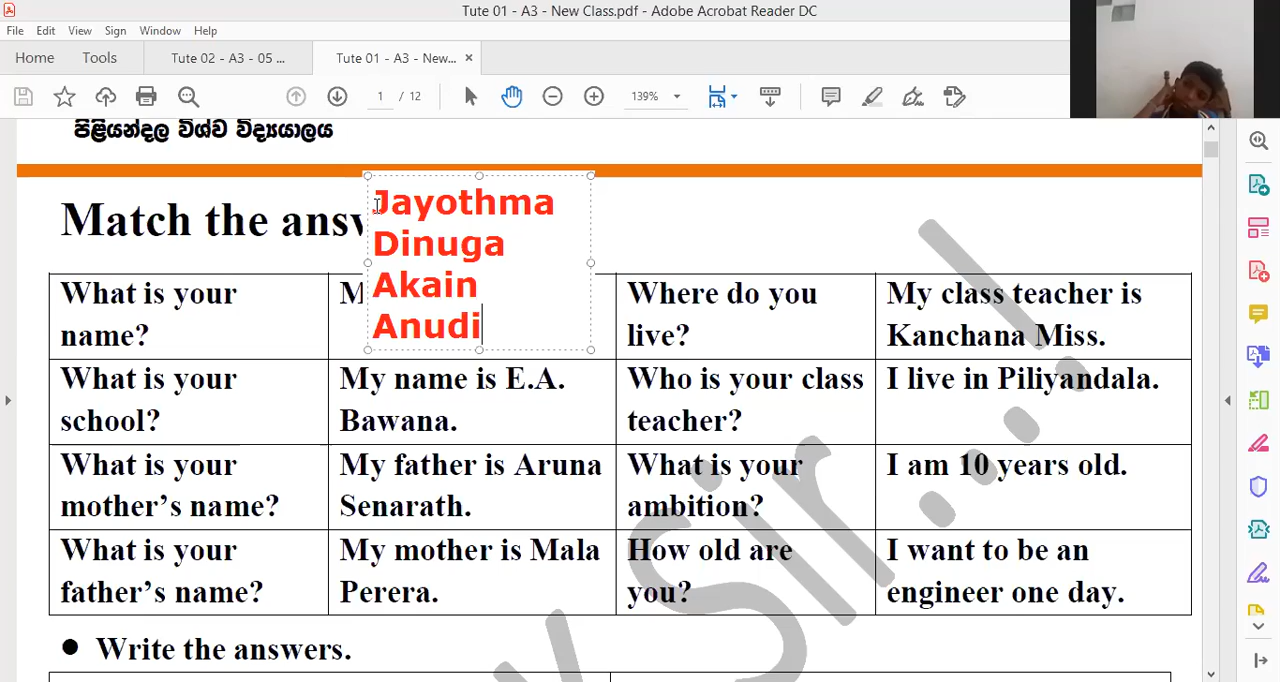 Tute 01 - A3 - New Class.pdf - Adobe Acrobat Reader DC
File Edit View Sign Window Help
Home Tools Tute 02 - A3 - 05 ... Tute 01 - A3 - New... ×
1 / 12 139%
පිළියන්දල විශ්ව විද්‍යයාලය
Jayothma
Match the answ
Dinuga
Akain
Anudi
What is your name?
M
Where do you live?
My class teacher is Kanchana Miss.
What is your school?
My name is E.A. Bawana.
Who is your class teacher?
I live in Piliyandala.
What is your mother's name?
My father is Aruna Senarath.
What is your ambition?
I am 10 years old.
What is your father's name?
My mother is Mala Perera.
How old are you?
I want to be an engineer one day.
• Write the answers.
Sir...!